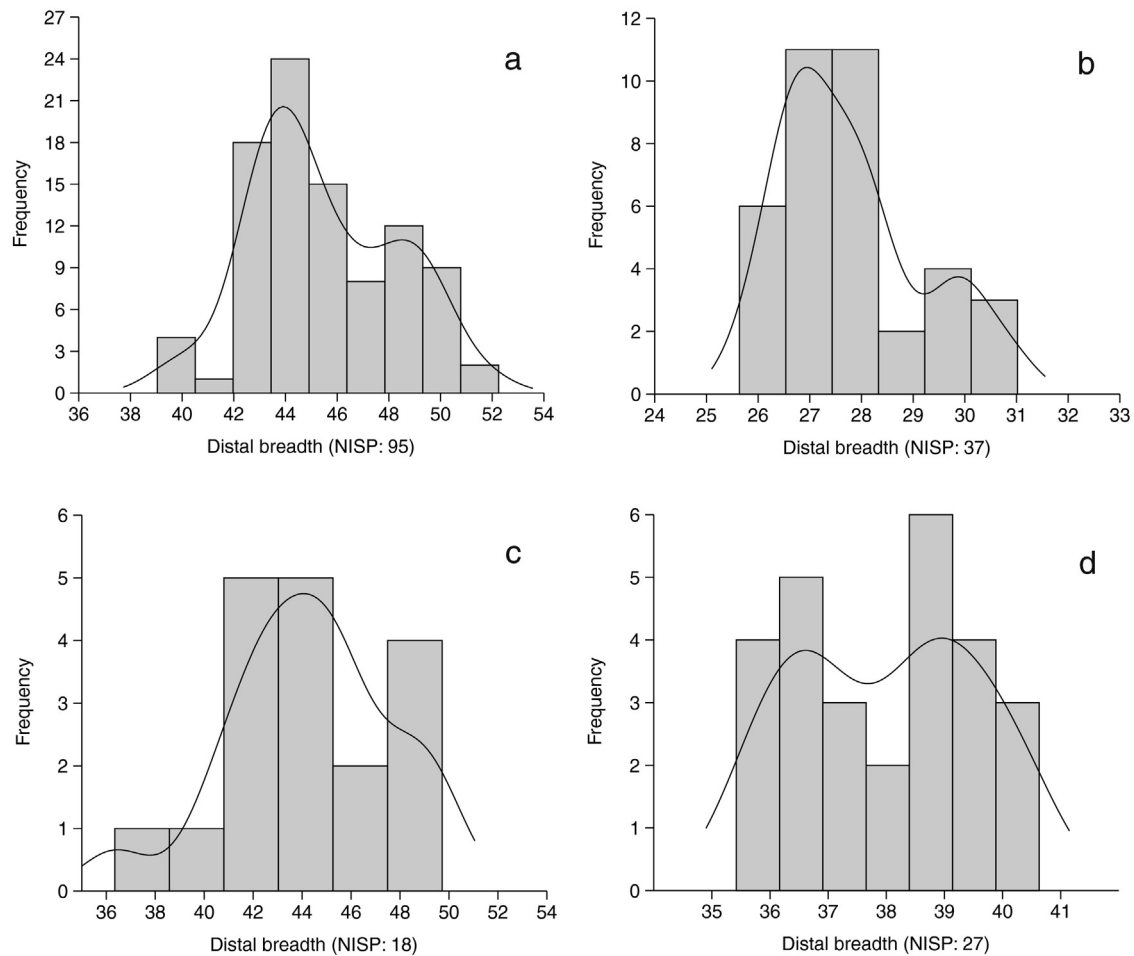 a
Frequency
27
24
21
18
15
12
9
6
3
0
36 38 40 42 44 46 48 50 52 54
Distal breadth (NISP: 95)
b
Frequency
12
10
8
6
4
2
0
24 25 26 27 28 29 30 31 32 33
Distal breadth (NISP: 37)
c
Frequency
6
5
4
3
2
1
0
36 38 40 42 44 46 48 50 52 54
Distal breadth (NISP: 18)
d
Frequency
6
5
4
3
2
1
0
35 36 37 38 39 40 41
Distal breadth (NISP: 27)